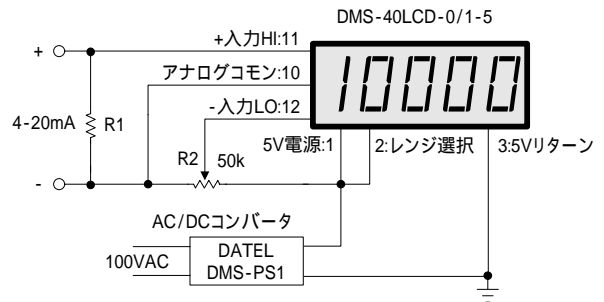 DMS-40LCD-0/1-5
+入力HI:11
+
アナログコモン:10
10000
-入力LO:12
4-20mA
R1
5V電源:1
2:レンジ選択
3:5Vリターン
R2
50k
-
AC/DCコンバータ
100VAC
DATEL
DMS-PS1